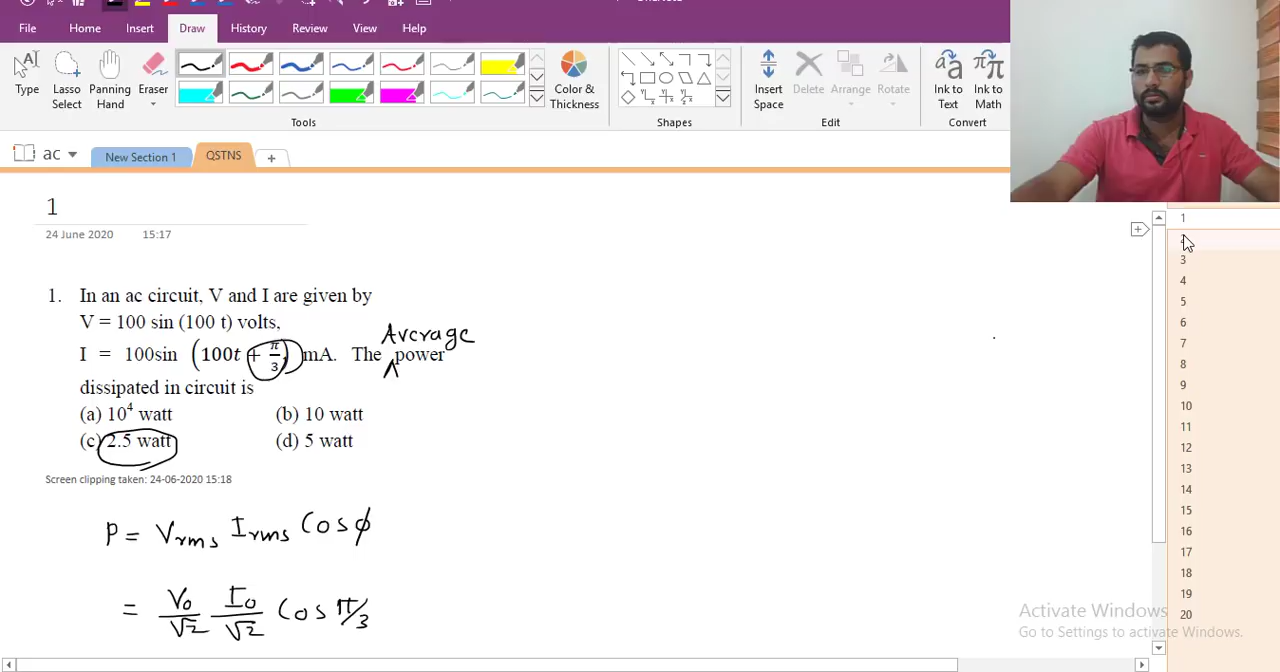 File Home Insert Draw History Review View Help
Type
Lasso Select
Panning Hand
Eraser
Color & Thickness
Insert Space
Delete
Arrange
Rotate
Ink to Text
Ink to Math
Tools
Shapes
Edit
Convert
ac
New Section 1
QSTNS
1
24 June 2020 15:17
1. In an ac circuit, V and I are given by
V = 100 sin (100 t) volts,
Average
I = 100sin (100t + π/3) mA. The ^ power
dissipated in circuit is
(a) 10⁴ watt (b) 10 watt
(c) 2.5 watt (d) 5 watt
Screen clipping taken: 24-06-2020 15:18
P = Vrms Irms Cos ϕ
= V₀/√2 I₀/√2 Cos π/3
1
2
3
4
5
6
7
8
9
10
11
12
13
14
15
16
17
18
19
20
Activate Windows
Go to Settings to activate Windows.